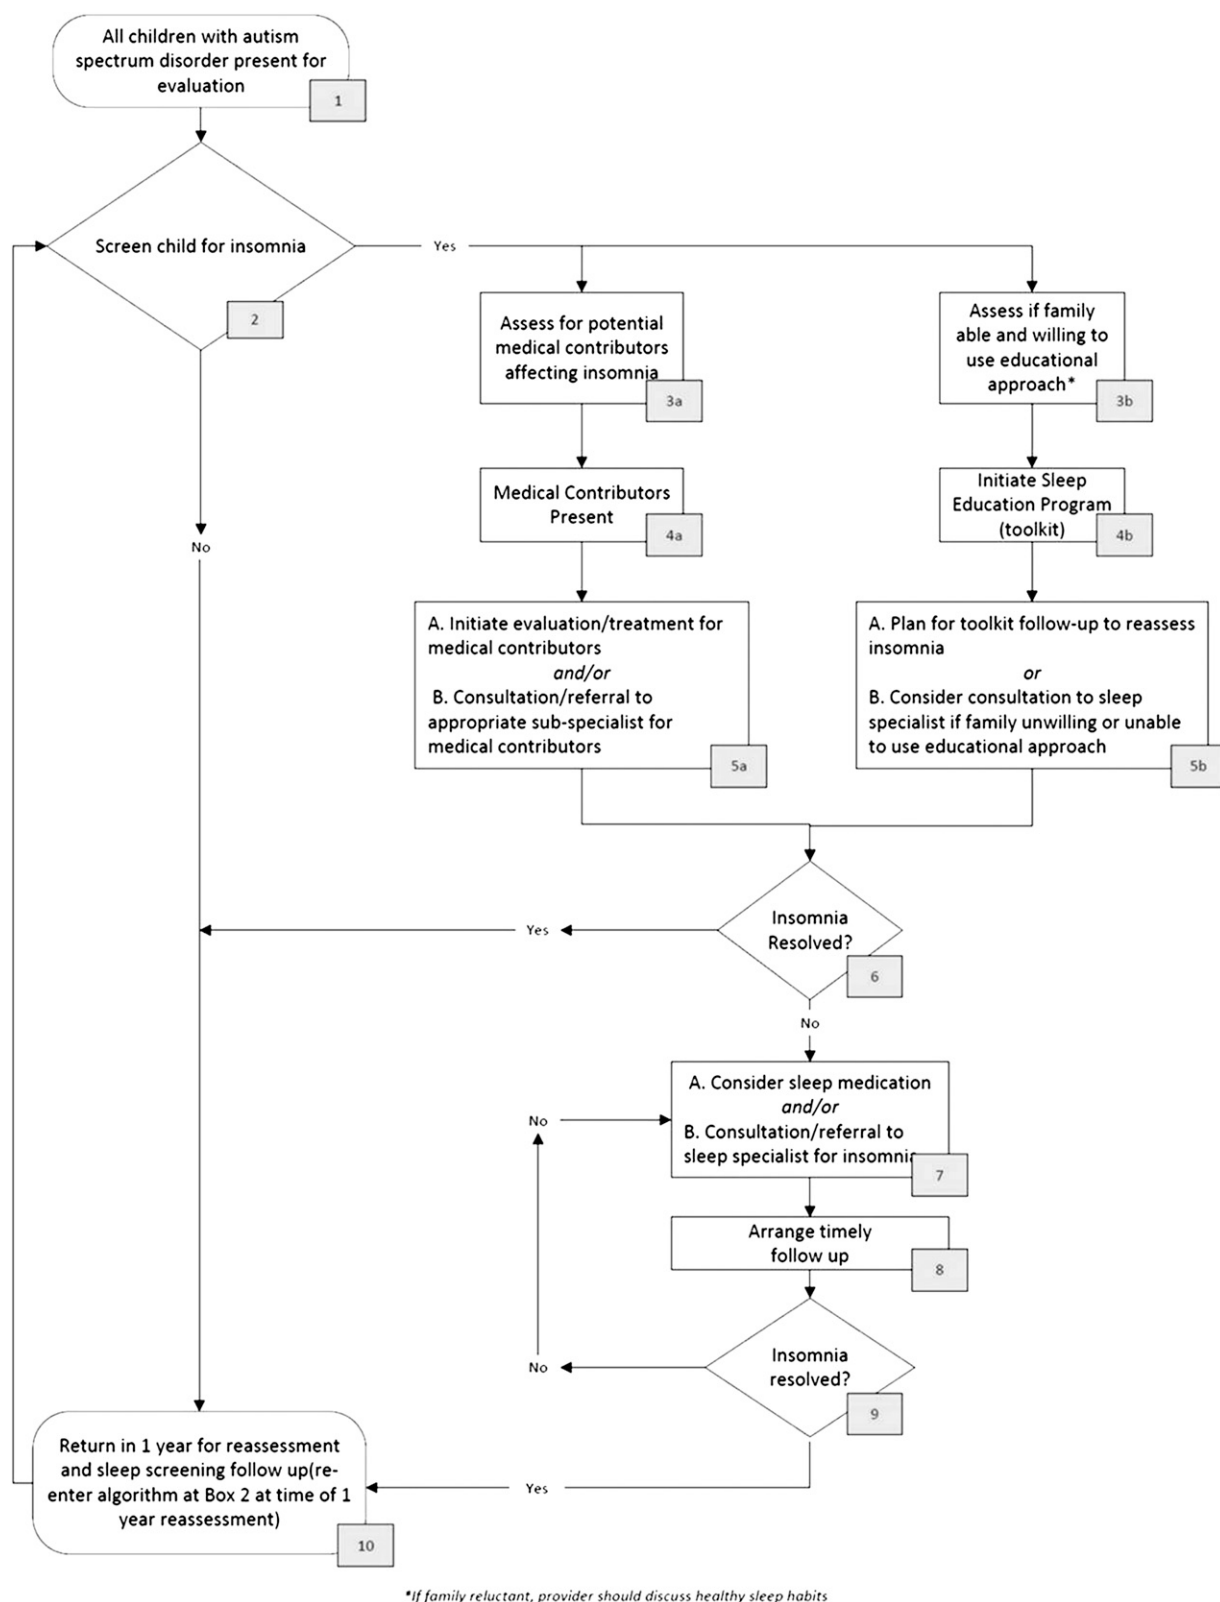 All children with autism
spectrum disorder present for
evaluation
1
Screen child for insomnia
2
Yes
Assess for potential
medical contributors
affecting insomnia
3a
Assess if family
able and willing to
use educational
approach*
3b
Medical Contributors
Present
4a
Initiate Sleep
Education Program
(toolkit)
4b
No
A. Initiate evaluation/treatment for
medical contributors
and/or
B. Consultation/referral to
appropriate sub-specialist for
medical contributors
5a
A. Plan for toolkit follow-up to reassess
insomnia
or
B. Consider consultation to sleep
specialist if family unwilling or unable
to use educational approach
5b
Insomnia
Resolved?
6
Yes
No
A. Consider sleep medication
and/or
B. Consultation/referral to
sleep specialist for insomnia
7
No
Arrange timely
follow up
8
Insomnia
resolved?
9
No
Yes
Return in 1 year for reassessment
and sleep screening follow up(re-
enter algorithm at Box 2 at time of 1
year reassessment)
10
*If family reluctant, provider should discuss healthy sleep habits